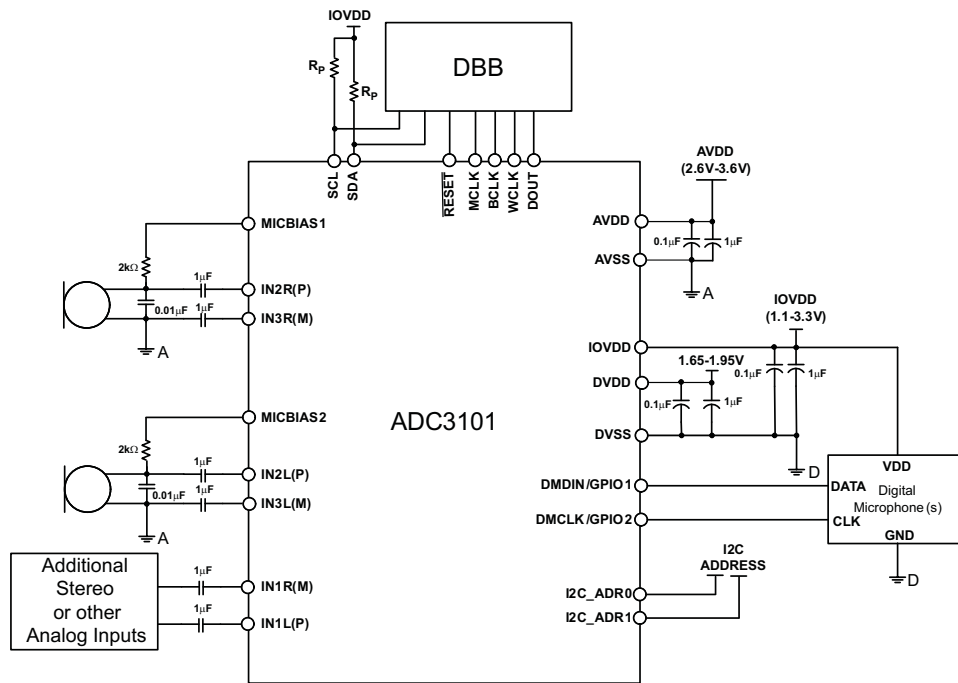 IOVDD
R_P
R_P
DBB
SCL
SDA
RESET
MCLK
BCLK
WCLK
DOUT
AVDD
(2.6V-3.6V)
MICBIAS1
2kΩ
1µF
IN2R(P)
0.01µF
1µF
IN3R(M)
A
AVDD
0.1µF
1µF
AVSS
A
IOVDD
(1.1-3.3V)
IOVDD
1.65-1.95V
0.1µF
1µF
DVDD
0.1µF
1µF
DVSS
D
MICBIAS2
2kΩ
1µF
IN2L(P)
0.01µF
1µF
IN3L(M)
A
ADC3101
VDD
DMDIN/GPIO1
DATA
Digital
Microphone (s)
DMCLK/GPIO2
CLK
GND
D
Additional
Stereo
or other
Analog Inputs
1µF
IN1R(M)
1µF
IN1L(P)
I2C
ADDRESS
I2C_ADR0
I2C_ADR1